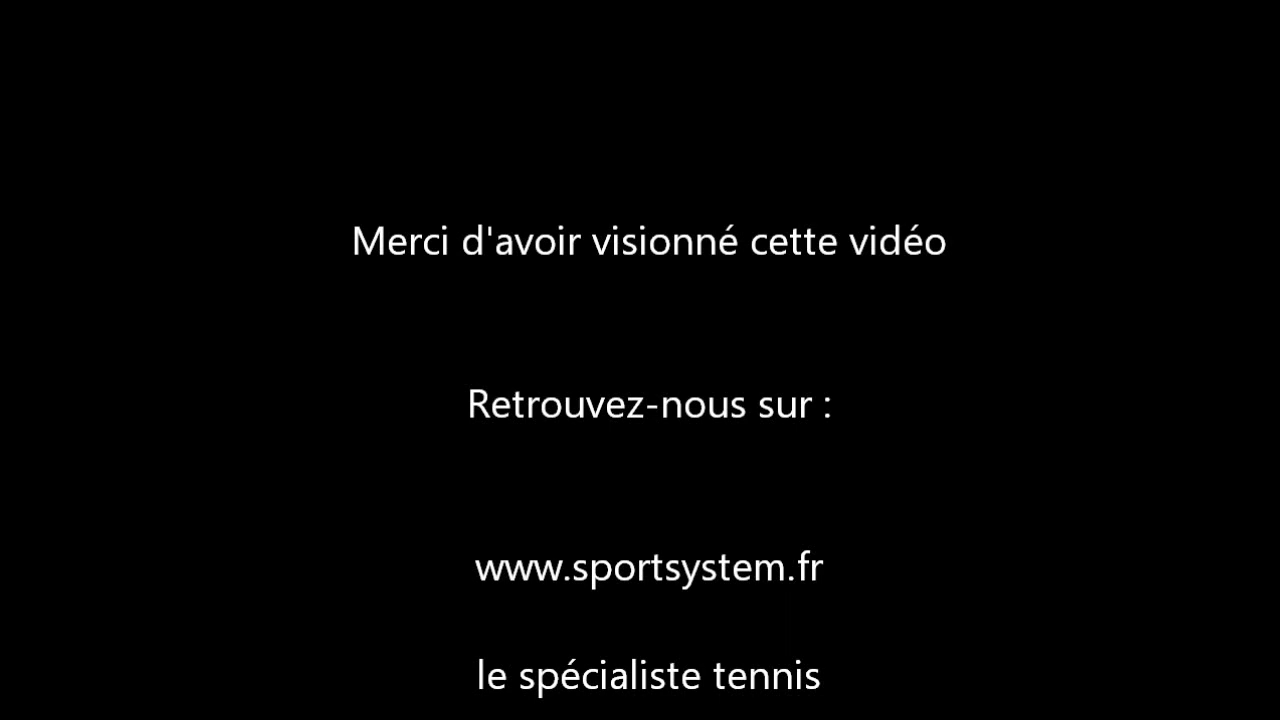 Merci d'avoir visionné cette vidéo
Retrouvez-nous sur :
www.sportsystem.fr
le spécialiste tennis